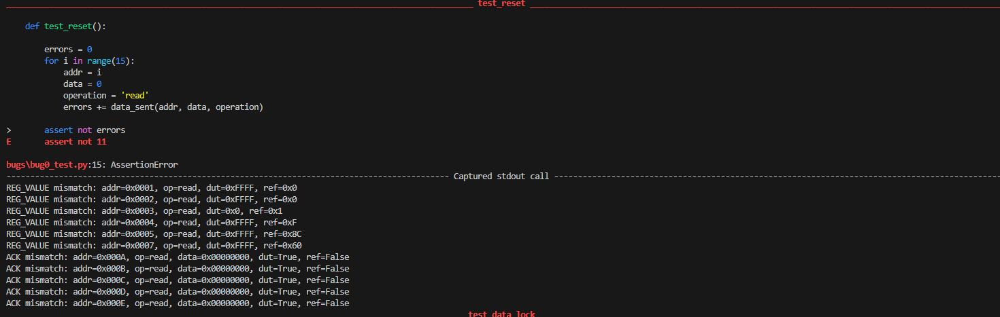 test_reset
def test_reset():
errors = 0
for i in range(15):
addr = i
data = 0
operation = 'read'
errors += data_sent(addr, data, operation)
> assert not errors
E assert not 11
bugs\bug0_test.py:15: AssertionError
Captured stdout call
REG_VALUE mismatch: addr=0x0001, op=read, dut=0xFFFF, ref=0x0
REG_VALUE mismatch: addr=0x0002, op=read, dut=0xFFFF, ref=0x0
REG_VALUE mismatch: addr=0x0003, op=read, dut=0x0, ref=0x1
REG_VALUE mismatch: addr=0x0004, op=read, dut=0xFFFF, ref=0xF
REG_VALUE mismatch: addr=0x0005, op=read, dut=0xFFFF, ref=0x8C
REG_VALUE mismatch: addr=0x0007, op=read, dut=0xFFFF, ref=0x60
ACK mismatch: addr=0x000A, op=read, data=0x00000000, dut=True, ref=False
ACK mismatch: addr=0x000B, op=read, data=0x00000000, dut=True, ref=False
ACK mismatch: addr=0x000C, op=read, data=0x00000000, dut=True, ref=False
ACK mismatch: addr=0x000D, op=read, data=0x00000000, dut=True, ref=False
ACK mismatch: addr=0x000E, op=read, data=0x00000000, dut=True, ref=False
test_data_lock